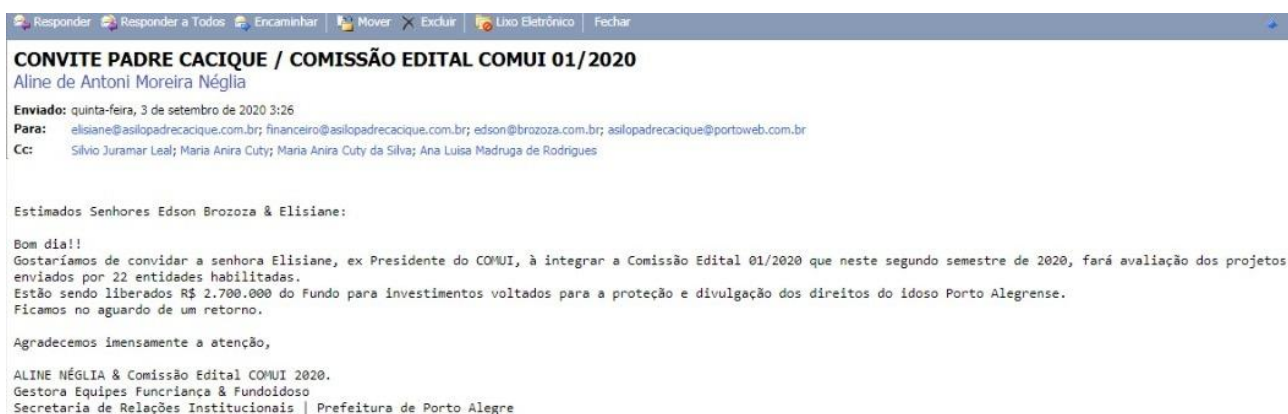 Responder Responder a Todos Encaminhar Mover Excluir Lixo Eletrônico Fechar
CONVITE PADRE CACIQUE / COMISSÃO EDITAL COMUI 01/2020
Aline de Antoni Moreira Néglia
Enviado: quinta-feira, 3 de setembro de 2020 3:26
Para: elisiane@asilopadrecacique.com.br; financeiro@asilopadrecacique.com.br; edson@brozoza.com.br; asilopadrecacique@portoweb.com.br
Cc: Silvio Juramar Leal; Maria Anira Cuty; Maria Anira Cuty da Silva; Ana Luisa Madruga de Rodrigues
Estimados Senhores Edson Brozoza & Elisiane:
Bom dia!!
Gostaríamos de convidar a senhora Elisiane, ex Presidente do COMUI, à integrar a Comissão Edital 01/2020 que neste segundo semestre de 2020, fará avaliação dos projetos
enviados por 22 entidades habilitadas.
Estão sendo liberados R$ 2.700.000 do Fundo para investimentos voltados para a proteção e divulgação dos direitos do idoso Porto Alegrense.
Ficamos no aguardo de um retorno.
Agradecemos imensamente a atenção,
ALINE NÉGLIA & Comissão Edital COMUI 2020.
Gestora Equipes Funcriança & Fundoidoso
Secretaria de Relações Institucionais | Prefeitura de Porto Alegre